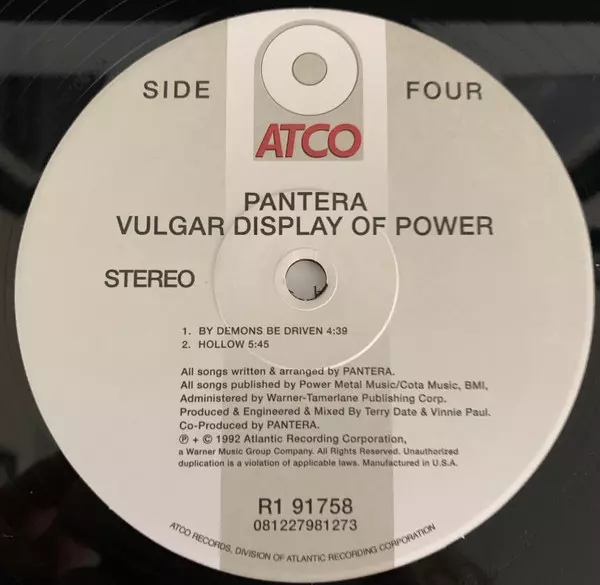 SIDE FOUR
ATCO
PANTERA
VULGAR DISPLAY OF POWER
STEREO
1. BY DEMONS BE DRIVEN 4:39
2. HOLLOW 5:45
All songs written & arranged by PANTERA.
All songs published by Power Metal Music/Cota Music, BMI,
Administered by Warner-Tamerlane Publishing Corp.
Produced & Engineered & Mixed By Terry Date & Vinnie Paul.
Co-Produced by PANTERA.
℗ + © 1992 Atlantic Recording Corporation,
a Warner Music Group Company. All Rights Reserved. Unauthorized
duplication is a violation of applicable laws. Manufactured in U.S.A.
R1 91758
081227981273
ATCO RECORDS, DIVISION OF ATLANTIC RECORDING CORPORATION